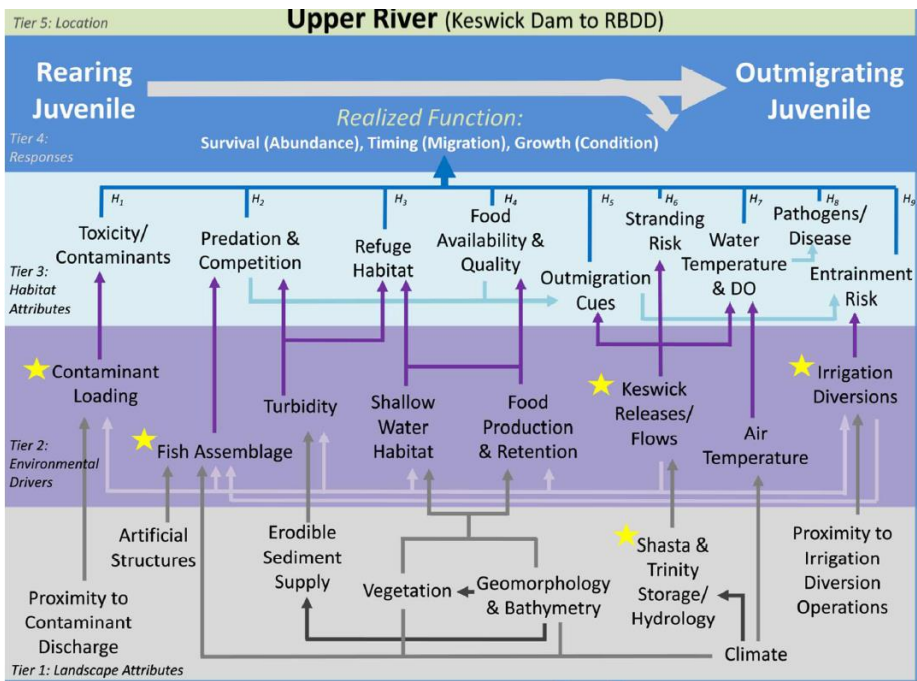 Tier 5: Location
Upper River (Keswick Dam to RBDD)
Rearing
Juvenile
Outmigrating
Juvenile
Realized Function:
Survival (Abundance), Timing (Migration), Growth (Condition)
Tier 4:
Responses
H1
H2
H3
H4
H5
H6
H7
H8
H9
Toxicity/
Contaminants
Predation &
Competition
Refuge
Habitat
Food
Availability &
Quality
Outmigration
Cues
Stranding
Risk
Water
Temperature
& DO
Pathogens/
Disease
Entrainment
Risk
Tier 3:
Habitat
Attributes
Contaminant
Loading
Fish Assemblage
Turbidity
Shallow
Water
Habitat
Food
Production
& Retention
Keswick
Releases/
Flows
Air
Temperature
Irrigation
Diversions
Tier 2:
Environmental
Drivers
Proximity to
Contaminant
Discharge
Artificial
Structures
Erodible
Sediment
Supply
Vegetation
Geomorphology
& Bathymetry
Shasta &
Trinity
Storage/
Hydrology
Climate
Proximity to
Irrigation
Diversion
Operations
Tier 1: Landscape Attributes